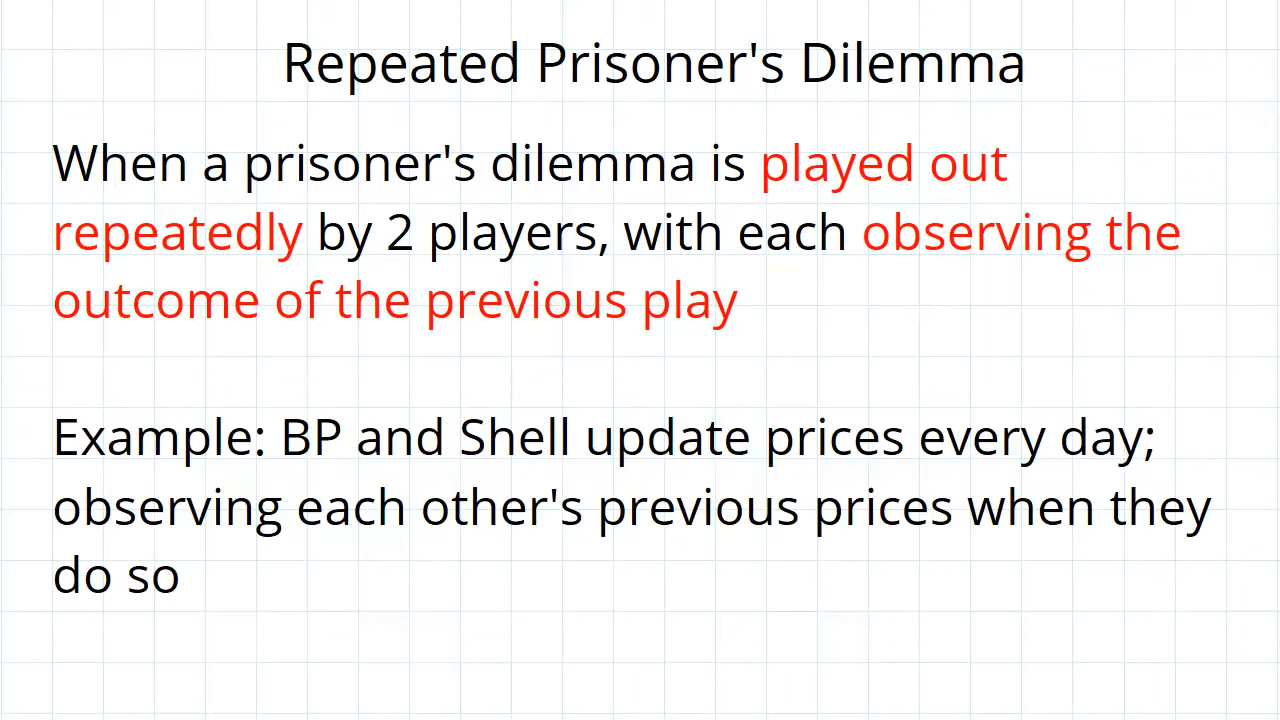 Repeated Prisoner's Dilemma
When a prisoner's dilemma is played out
repeatedly by 2 players, with each observing the
outcome of the previous play
Example: BP and Shell update prices every day;
observing each other's previous prices when they
do so